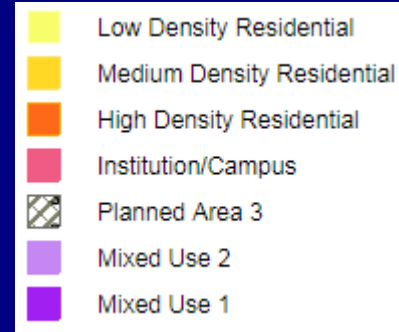 Low Density Residential
Medium Density Residential
High Density Residential
Institution/Campus
Planned Area 3
Mixed Use 2
Mixed Use 1